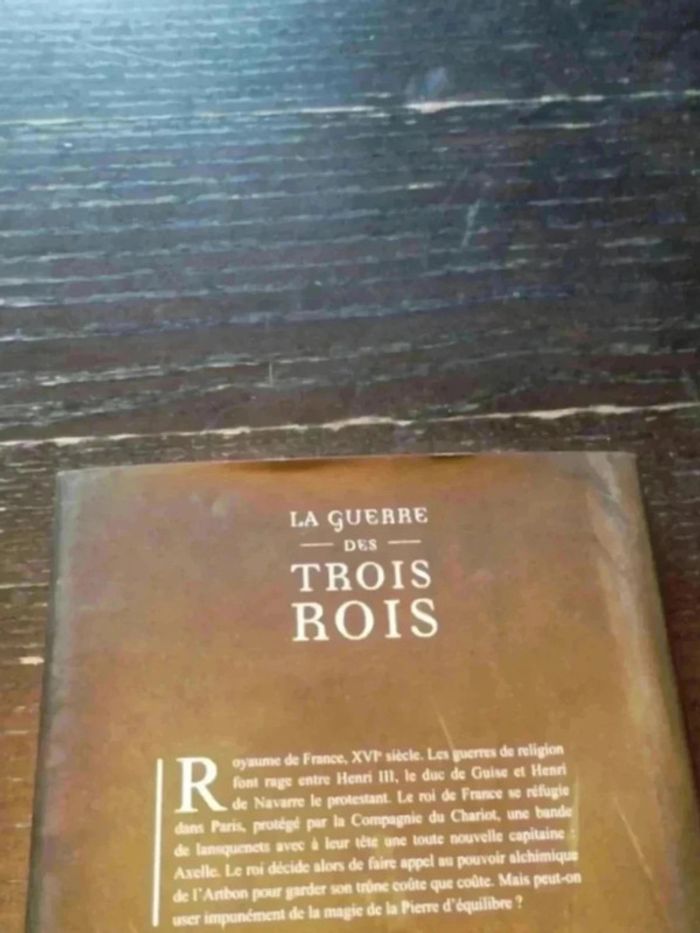 LA GUERRE
DES
TROIS
ROIS
Royaume de France, XVIe siècle. Les guerres de religion
font rage entre Henri III, le duc de Guise et Henri
de Navarre le protestant. Le roi de France se réfugie
dans Paris, protégé par la Compagnie du Chariot, une bande
de lansquenets avec à leur tête une toute nouvelle capitaine :
Axelle. Le roi décide alors de faire appel au pouvoir alchimique
de l'Artbon pour garder son trône coûte que coûte. Mais peut-on
user impunément de la magie de la Pierre d'équilibre ?